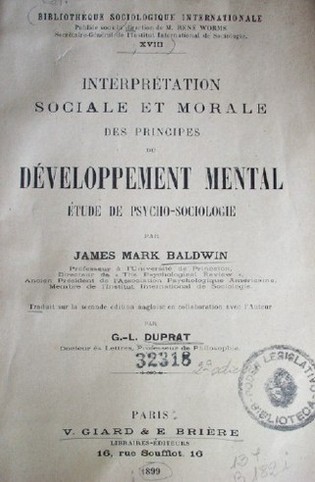 BIBLIOTHÈQUE SOCIOLOGIQUE INTERNATIONALE
Publiée sous la direction de M. RENÉ WORMS
Secrétaire-Général de l'Institut International de Sociologie.
XVIII
INTERPRÉTATION
SOCIALE ET MORALE
DES PRINCIPES
DU
DÉVELOPPEMENT MENTAL
ÉTUDE DE PSYCHO-SOCIOLOGIE
PAR
JAMES MARK BALDWIN
Professeur à l'Université de Princeton,
Directeur de « The Psychological Review »,
Ancien Président de l'Association Psychologique Américaine,
Membre de l'Institut International de Sociologie.
Traduit sur la seconde édition anglaise en collaboration avec l'Auteur
PAR
G.-L. DUPRAT
Docteur ès Lettres, Professeur de Philosophie.
32318
PODER LEGISLATIVO
BIBLIOTECA
PARIS
V. GIARD & E. BRIÈRE
LIBRAIRES-ÉDITEURS
16, rue Soufflot, 16
1899